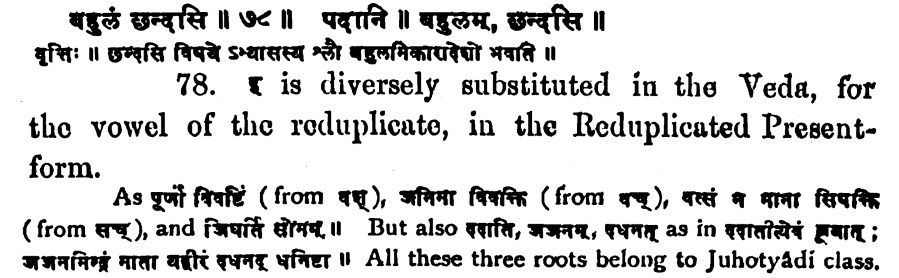 बहुलं छन्दसि ॥ ७८ ॥ पदानि ॥ बहुलम्, छन्दसि ॥
वृत्तिः ॥ छन्दसि विषये ऽभ्यासस्य श्लौ बहुलमिकारादेशो भवति ॥
78. इ is diversely substituted in the Veda, for
the vowel of the reduplicate, in the Reduplicated Present-
form.
As पूर्णां विवष्टि (from वश्), जनिमा विवक्ति (from वच्), वत्सं न माता सिषक्ति
(from सच्), and जिघर्ति सोमम् ॥ But also ददाति, जजनम्, दधनत् as in ददातीत्येवं ब्रूयात्;
जजनमिन्द्रं माता यद्वीरं दधनद् धनिष्ठा ॥ All these three roots belong to Juhotyâdi class.